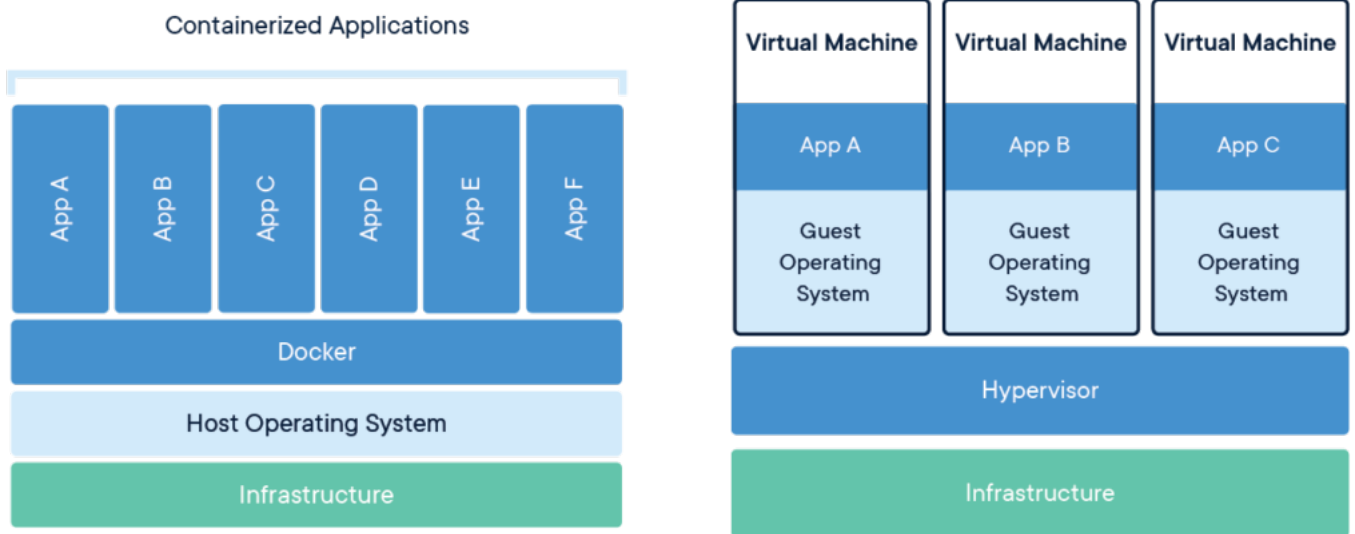 Containerized Applications
App A
App B
App C
App D
App E
App F
Docker
Host Operating System
Infrastructure
Virtual Machine
App A
Guest
Operating
System
Virtual Machine
App B
Guest
Operating
System
Virtual Machine
App C
Guest
Operating
System
Hypervisor
Infrastructure